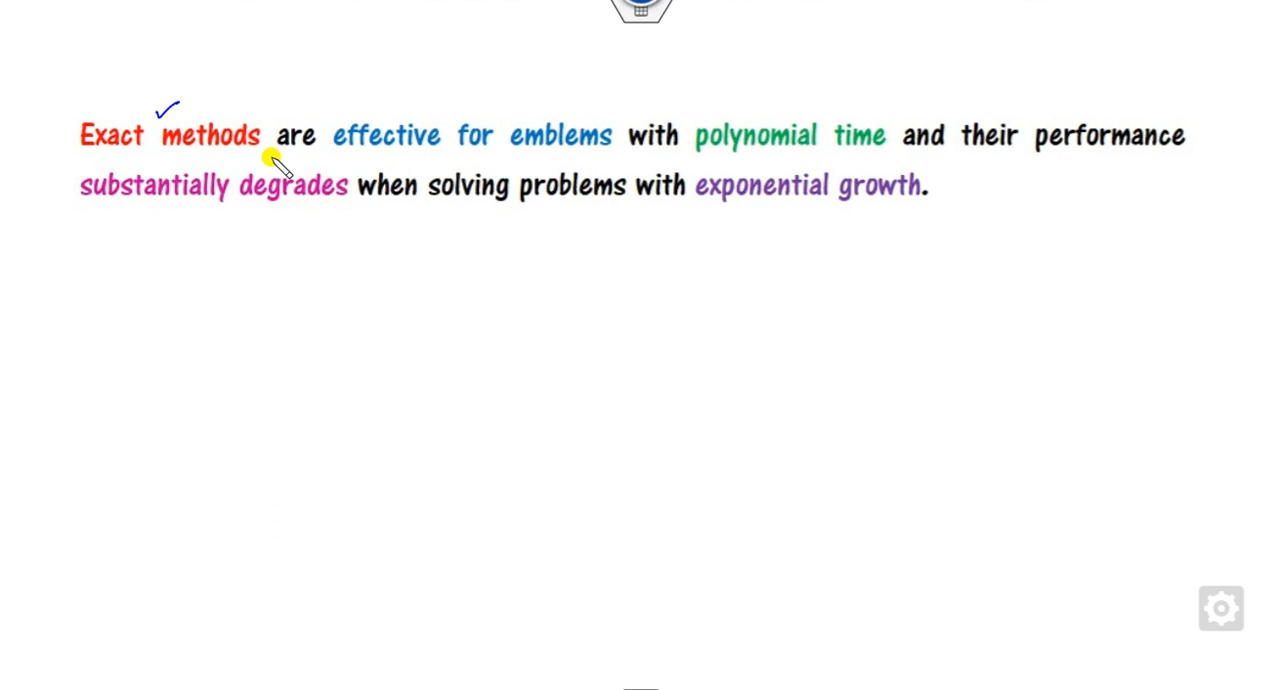 Exact methods are effective for emblems with polynomial time and their performance
substantially degrades when solving problems with exponential growth.